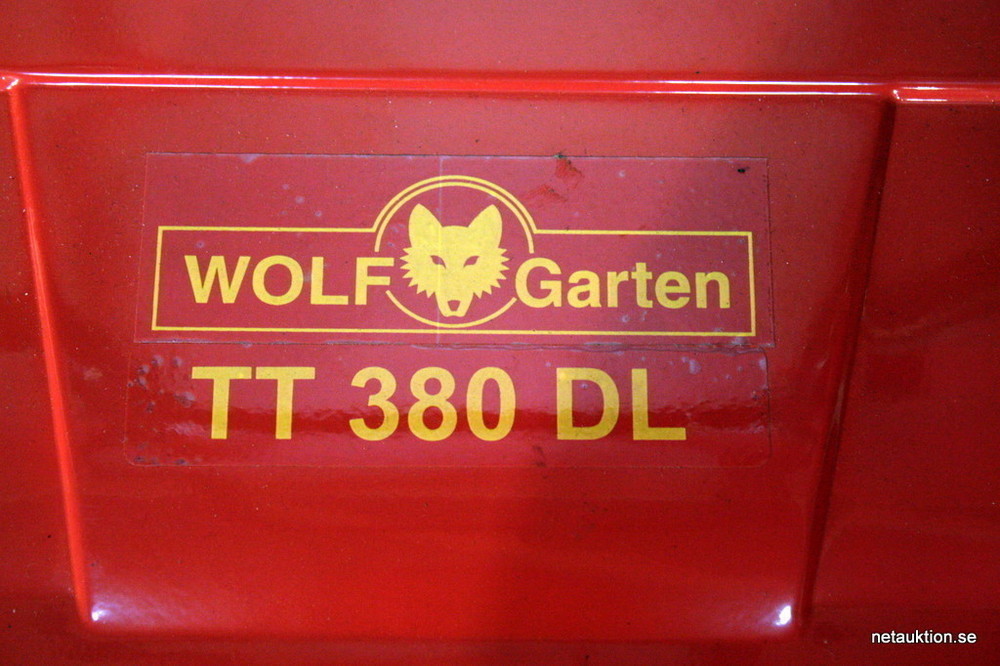 WOLF Garten
TT 380 DL
netauktion.se